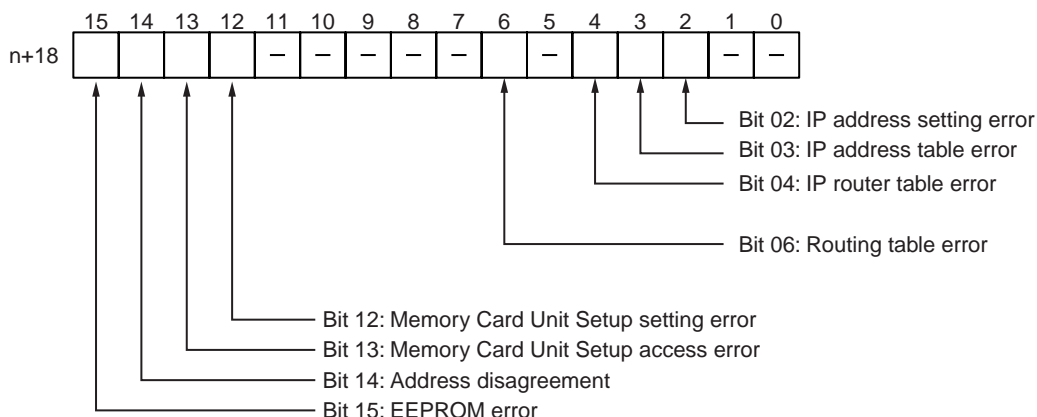 15 14 13 12 11 10 9 8 7 6 5 4 3 2 1 0
n+18 – – – – – – – –
Bit 02: IP address setting error
Bit 03: IP address table error
Bit 04: IP router table error
Bit 06: Routing table error
Bit 12: Memory Card Unit Setup setting error
Bit 13: Memory Card Unit Setup access error
Bit 14: Address disagreement
Bit 15: EEPROM error